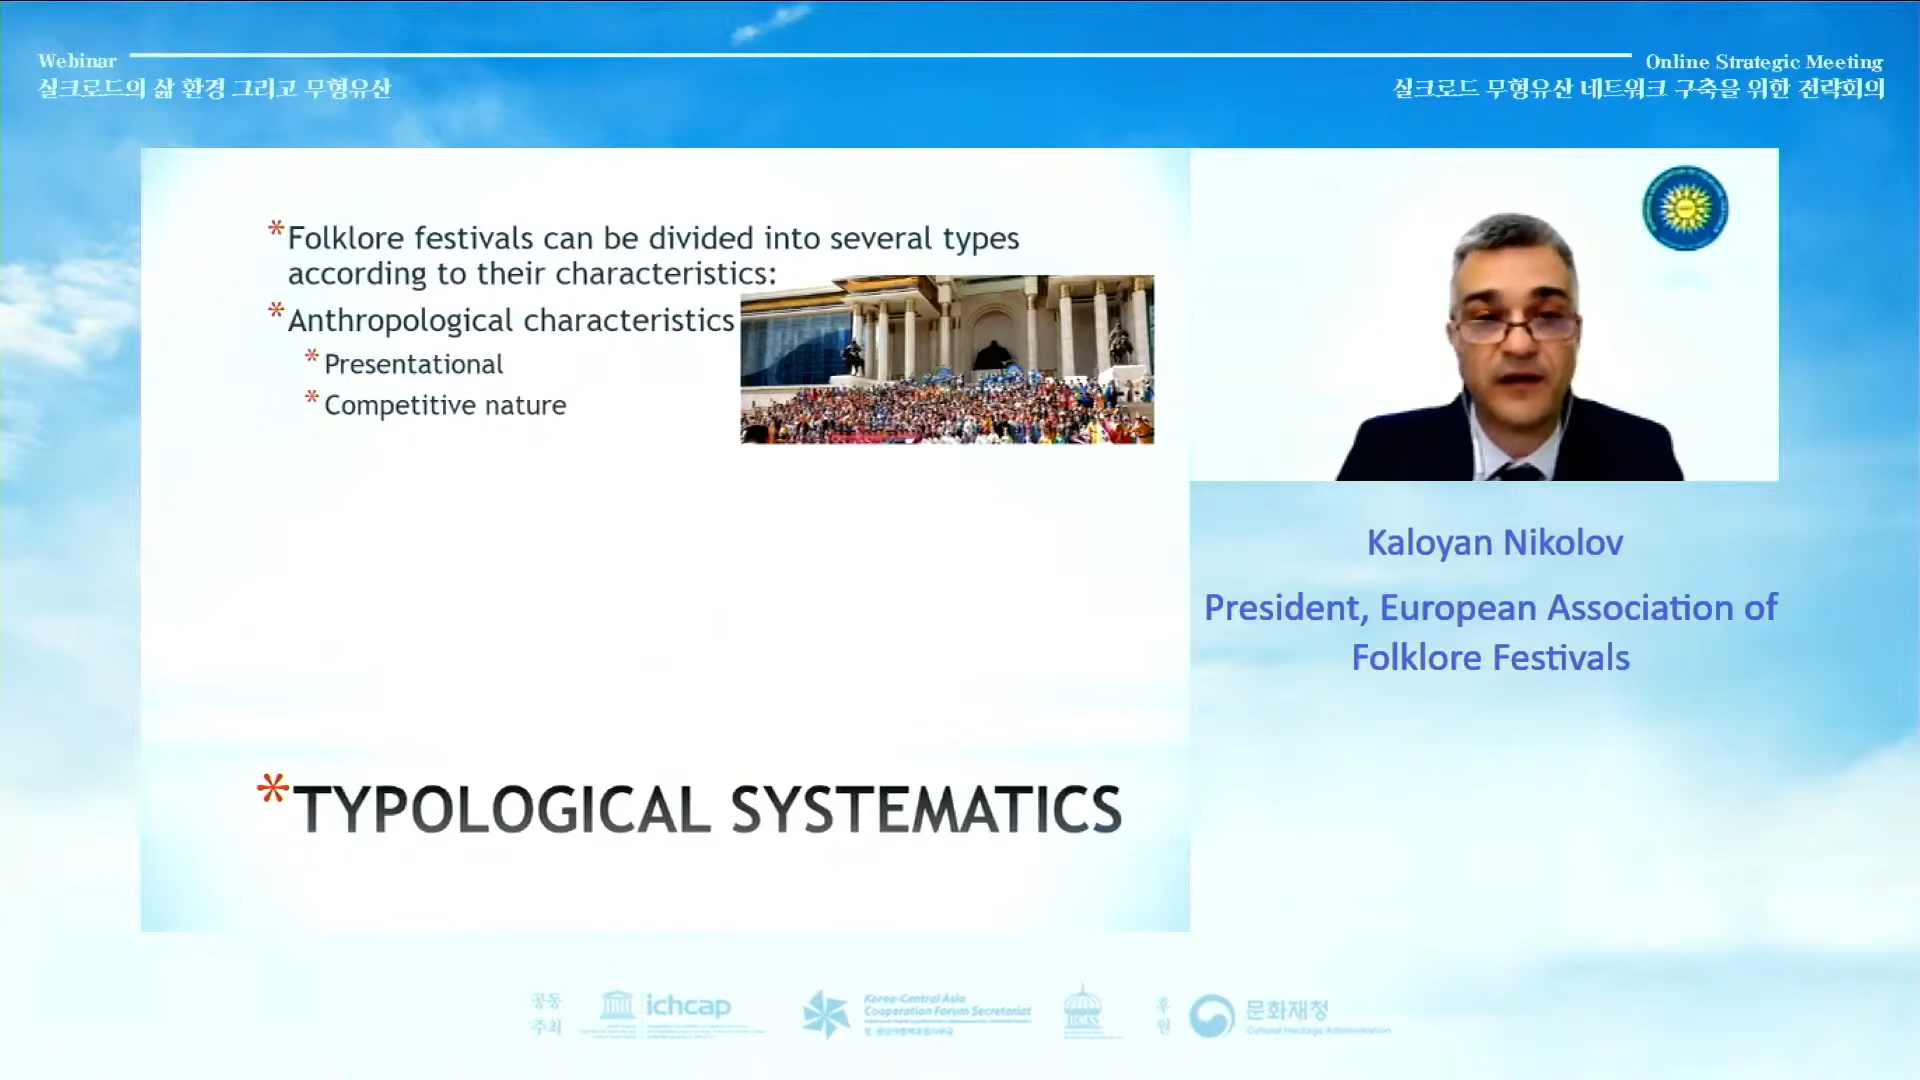 Webinar
실크로드의 삶 환경 그리고 무형유산
Online Strategic Meeting
실크로드 무형유산 네트워크 구축을 위한 전략회의
*Folklore festivals can be divided into several types
according to their characteristics:
*Anthropological characteristics
*Presentational
*Competitive nature
*TYPOLOGICAL SYSTEMATICS
Kaloyan Nikolov
President, European Association of
Folklore Festivals
공동
주최
ichcap
Korea-Central Asia
Cooperation Forum Secretariat
IICAS
후
원
문화재청
Cultural Heritage Administration